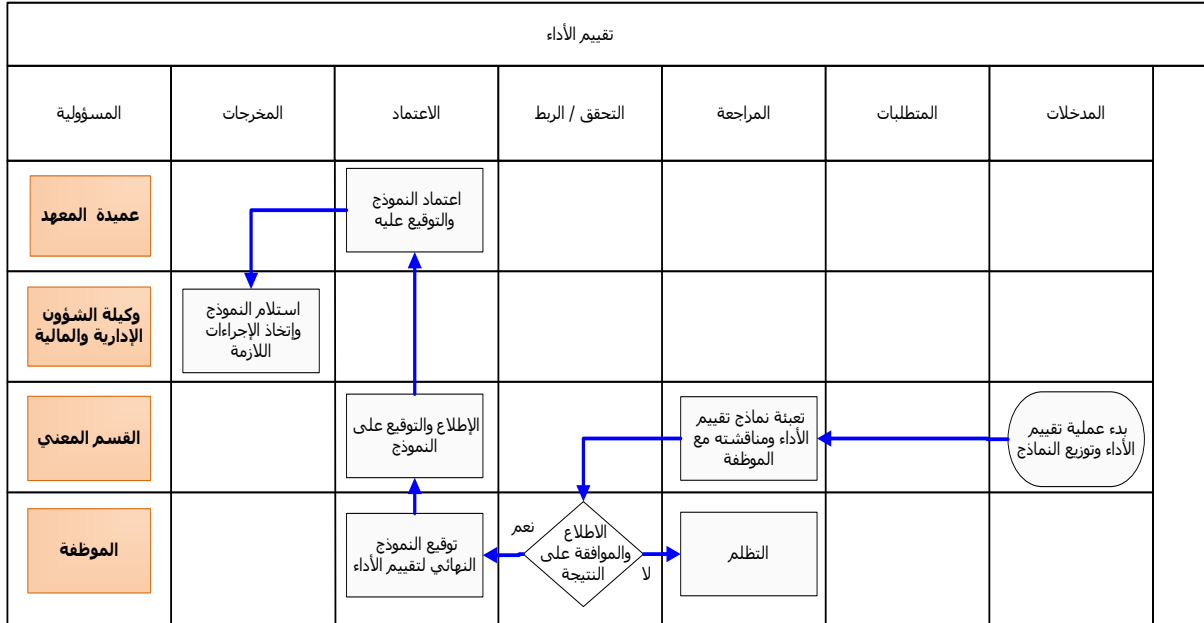 تقييم الأداء
المدخلات
المتطلبات
المراجعة
التحقق / الربط
الاعتماد
المخرجات
المسؤولية
اعتماد النموذج
والتوقيع عليه
عميدة المعهد
استلام النموذج
وإتخاذ الإجراءات
اللازمة
وكيلة الشؤون
الإدارية والمالية
بدء عملية تقييم
الأداء وتوزيع النماذج
تعبئة نماذج تقييم
الأداء ومناقشته مع
الموظفة
الإطلاع والتوقيع على
النموذج
القسم المعني
التظلم
لا
الاطلاع
والموافقة على
النتيجة
نعم
توقيع النموذج
النهائي لتقييم الأداء
الموظفة